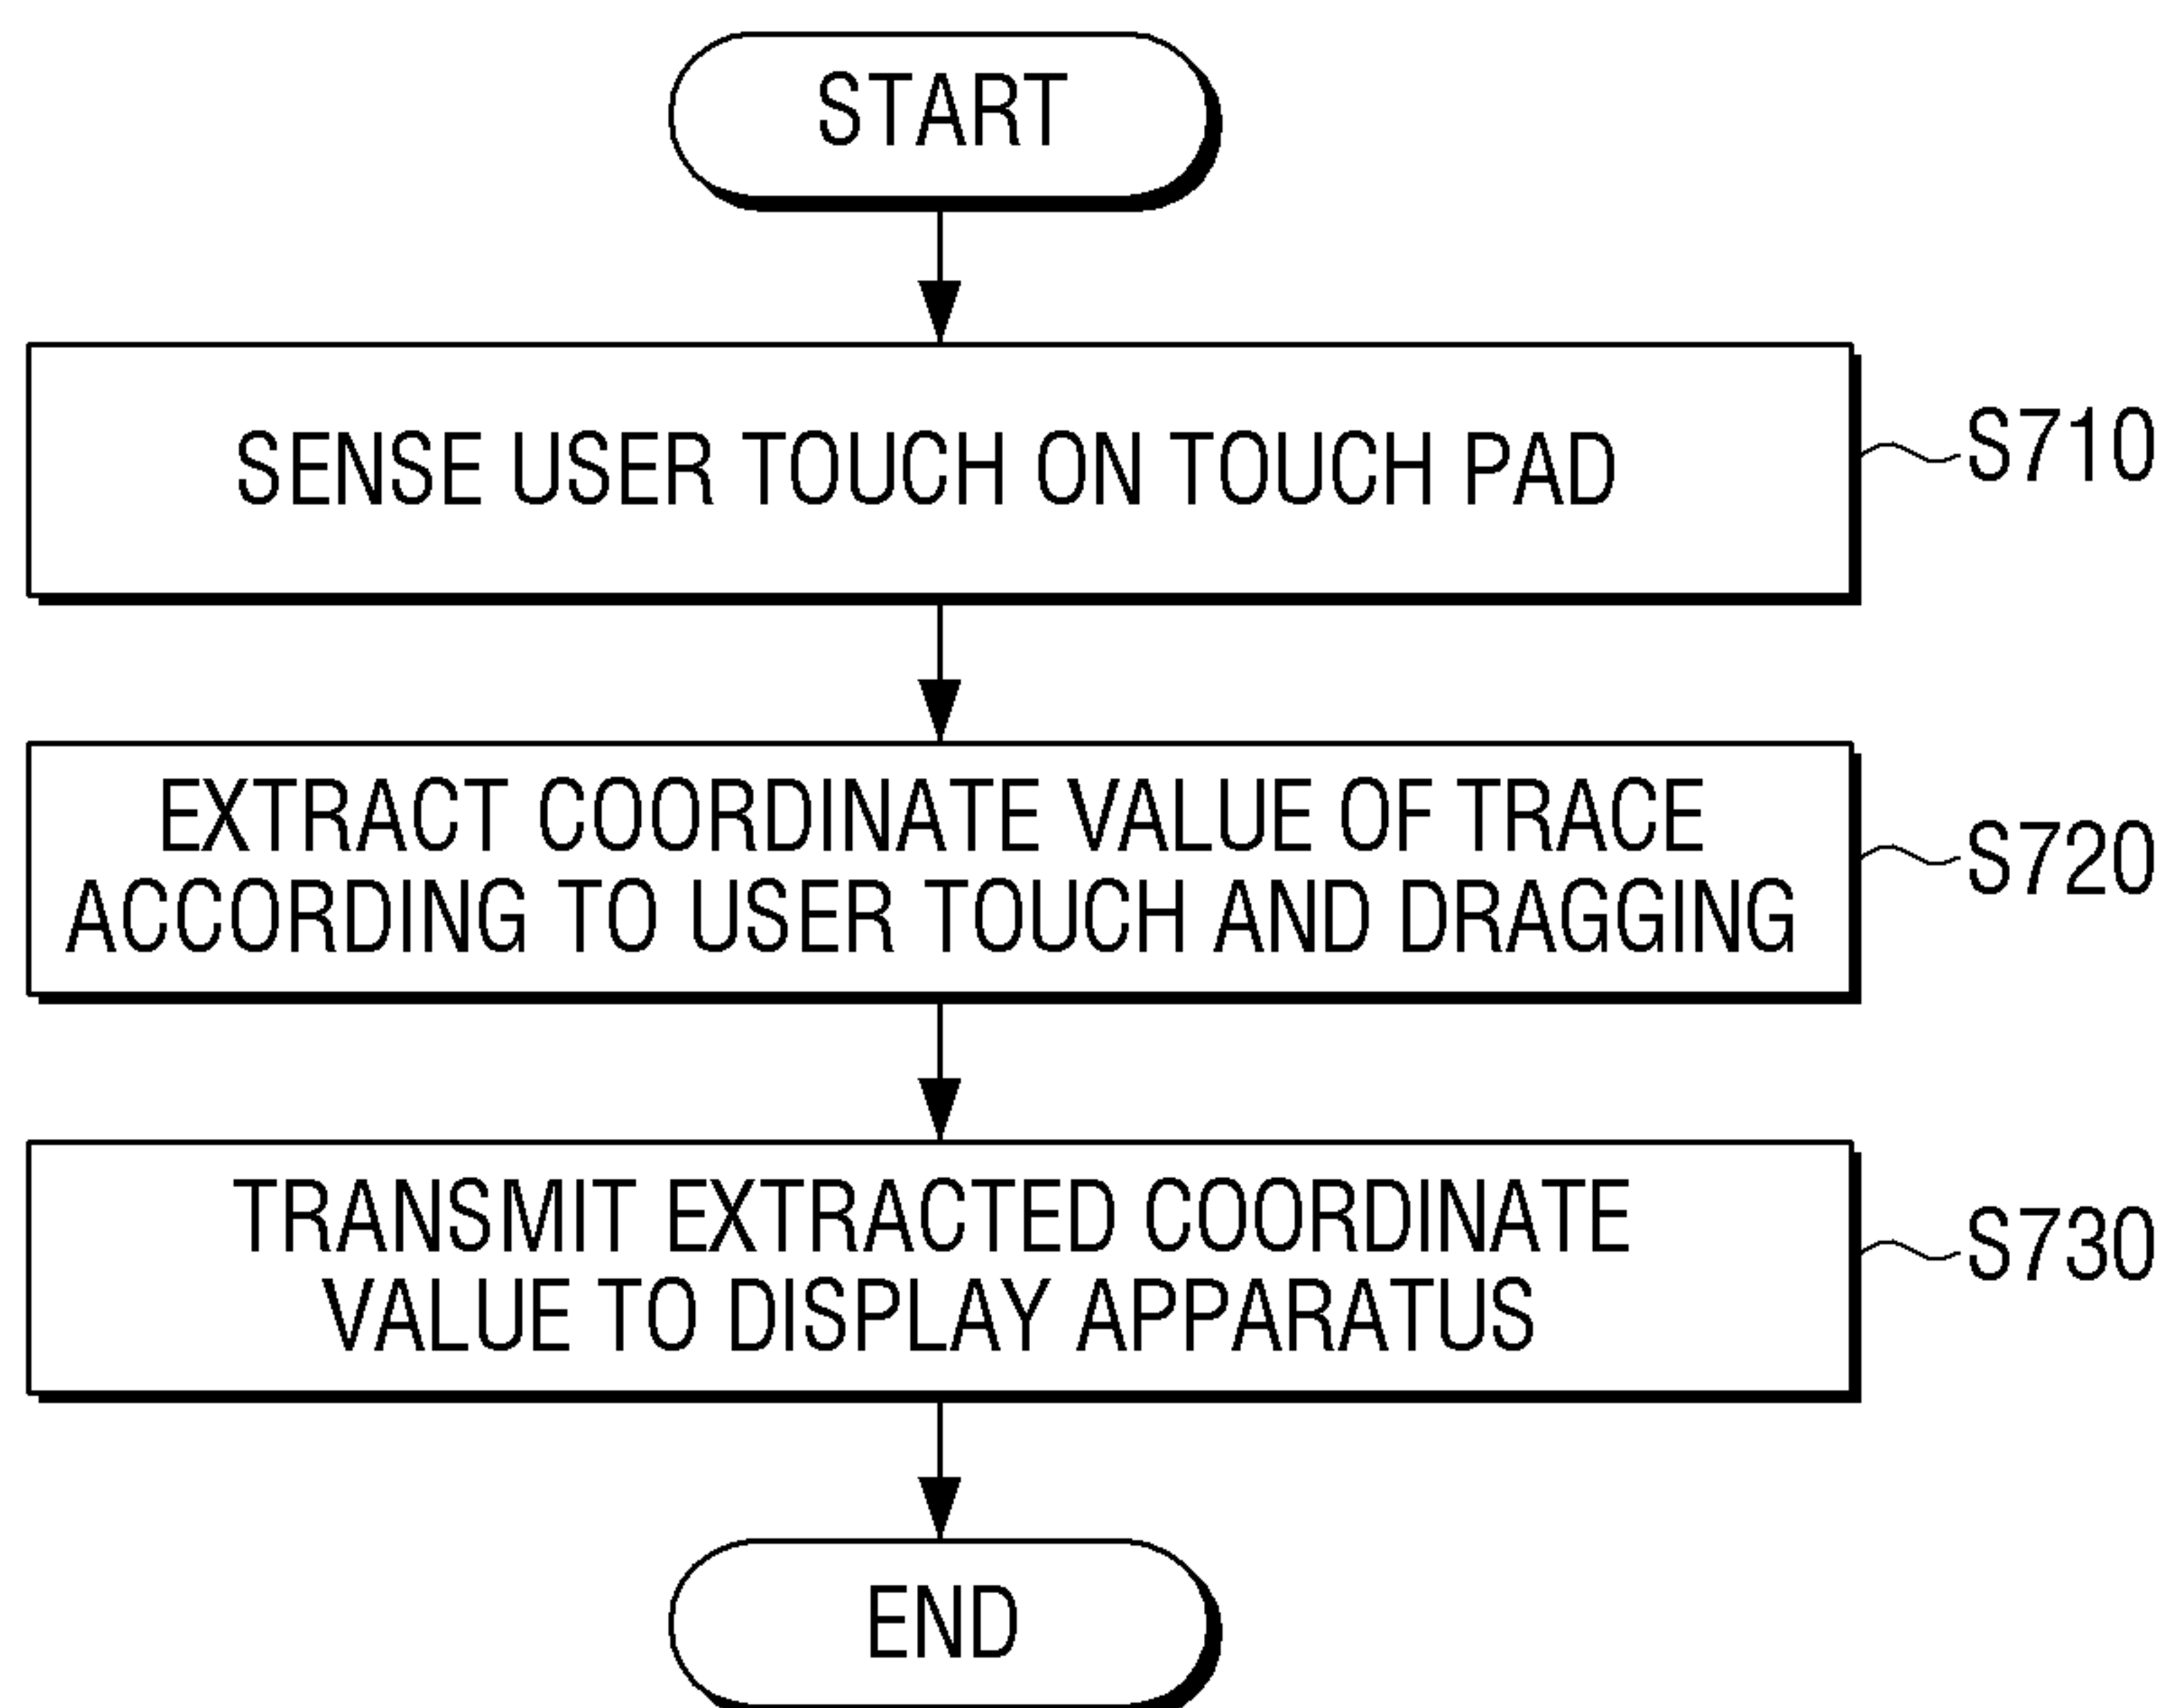 START
SENSE USER TOUCH ON TOUCH PAD
S710
EXTRACT COORDINATE VALUE OF TRACE
ACCORDING TO USER TOUCH AND DRAGGING
S720
TRANSMIT EXTRACTED COORDINATE
VALUE TO DISPLAY APPARATUS
S730
END